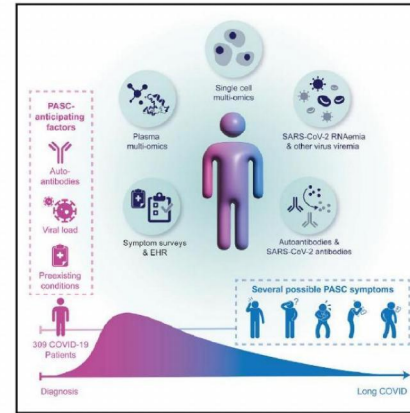 Single cell
multi-omics
PASC-
anticipating
factors
Auto-
antibodies
Viral load
Preexisting
conditions
Plasma
multi-omics
SARS-CoV-2 RNAemia
& other virus viremia
Symptom surveys
& EHR
Autoantibodies &
SARS-CoV-2 antibodies
Several possible PASC symptoms
309 COVID-19
Patients
Diagnosis
Long COVID